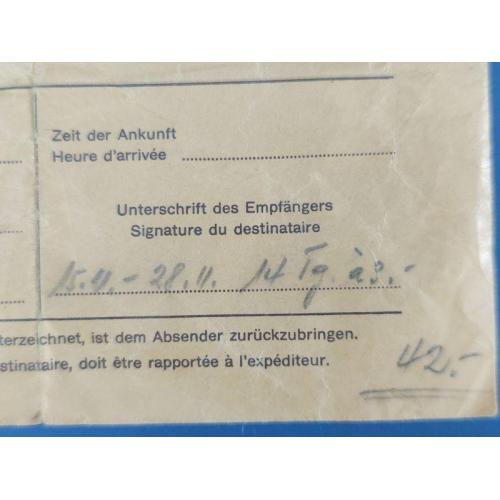 Zeit der Ankunft
Heure d'arrivée
Unterschrift des Empfängers
Signature du destinataire
15.11.- 28.11. 14 Tg. à 3.-
terzeichnet, ist dem Absender zurückzubringen.
stinataire, doit être rapportée à l'expéditeur.
42.-